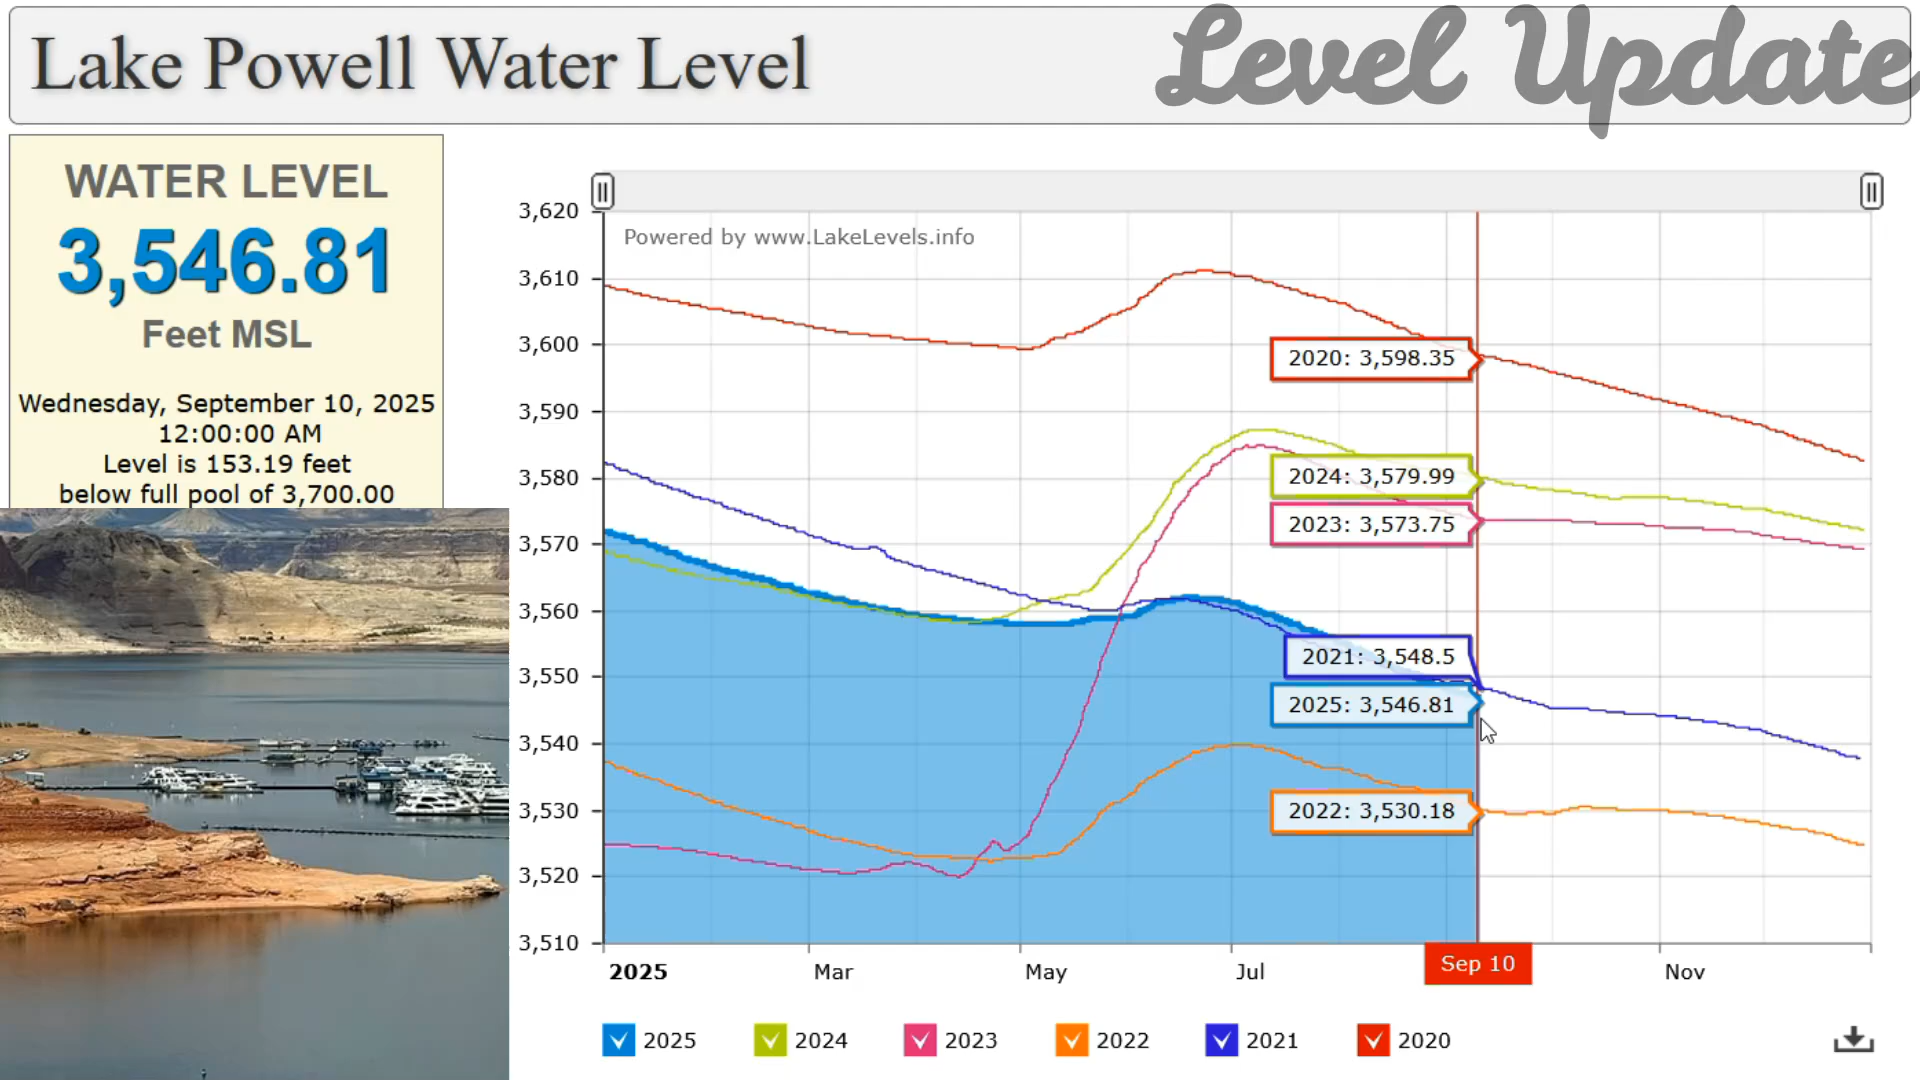 Lake Powell Water Level
Level Update
WATER LEVEL
3,546.81
Feet MSL
Wednesday, September 10, 2025
12:00:00 AM
Level is 153.19 feet
below full pool of 3,700.00
Powered by www.LakeLevels.info
3,620
3,610
3,600
3,590
3,580
3,570
3,560
3,550
3,540
3,530
3,520
3,510
2020: 3,598.35
2024: 3,579.99
2023: 3,573.75
2021: 3,548.5
2025: 3,546.81
2022: 3,530.18
2025 Mar May Jul Sep 10 Nov
2025 2024 2023 2022 2021 2020